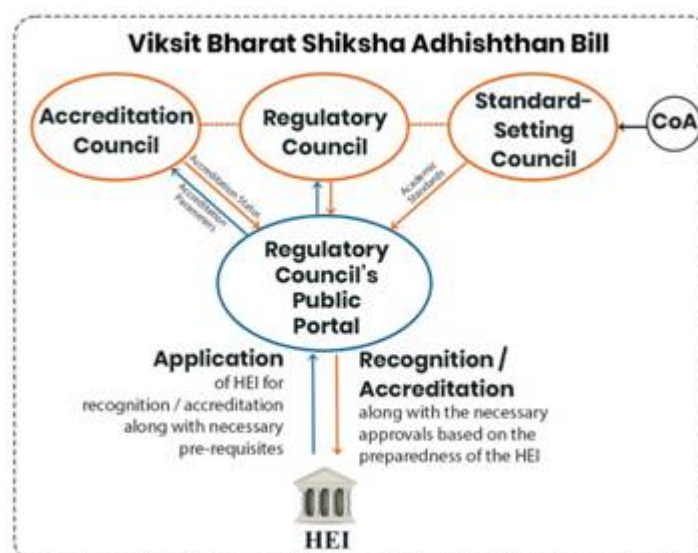 Viksit Bharat Shiksha Adhishthan Bill
Accreditation
Council
Regulatory
Council
Standard-
Setting
Council
CoA
Accreditation Status
Accreditation
Parameters
Academic
Standards
Regulatory
Council's
Public
Portal
Application
of HEI for
recognition / accreditation
along with necessary
pre-requisites
Recognition /
Accreditation
along with the necessary
approvals based on the
preparedness of the HEI
HEI